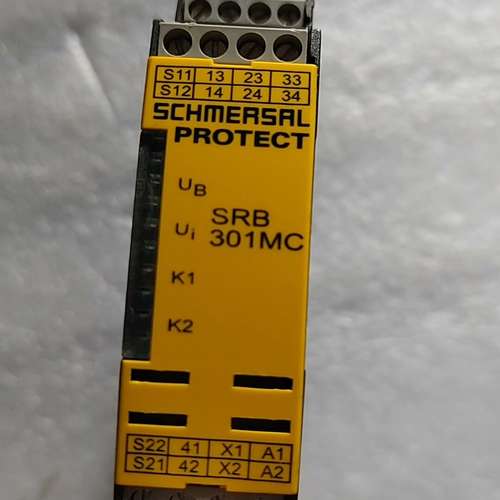 S11 13 23 33
S12 14 24 34
SCHMERSAL
PROTECT
UB
SRB
Ui
301MC
K1
K2
S22 41 X1 A1
S21 42 X2 A2